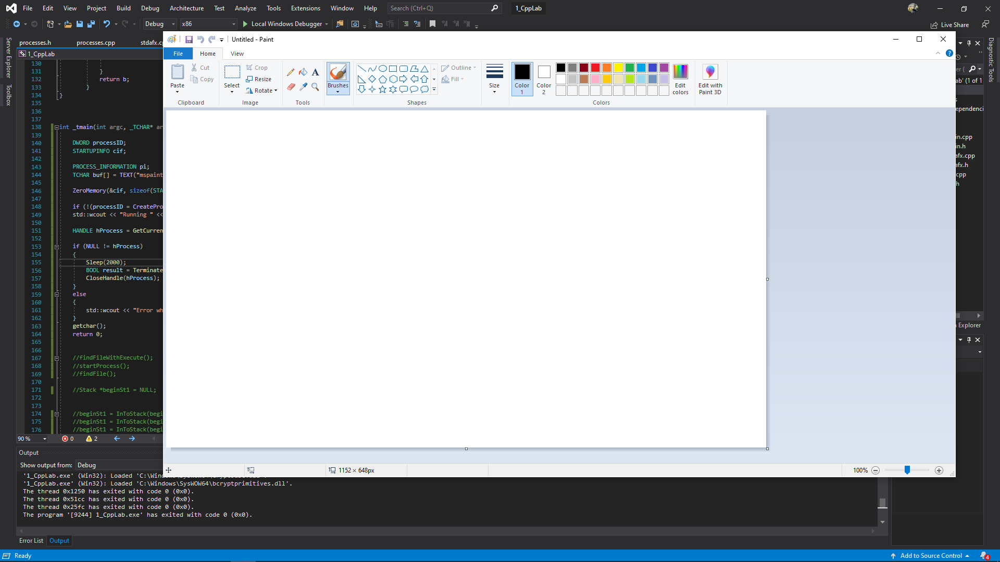 File Edit View Project Build Debug Architecture Test Analyze Tools Extensions Window Help Search (Ctrl+Q) 1_CppLab
Debug x86 Local Windows Debugger Live Share
Server Explorer
Toolbox
processes.h processes.cpp stdafx.c
1_CppLab
130
131 }
132 return b;
133 }
134 }
135
136
137
138 int _tmain(int argc, _TCHAR* ar
139
140 DWORD processID;
141 STARTUPINFO cif;
142
143 PROCESS_INFORMATION pi;
144 TCHAR buf[] = TEXT("mspaint
145
146 ZeroMemory(&cif, sizeof(STA
147
148 if (!(processID = CreatePro
149 std::wcout << "Running " <<
150
151 HANDLE hProcess = GetCurren
152
153 if (NULL != hProcess)
154 {
155 Sleep(2000);
156 BOOL result = Terminate
157 CloseHandle(hProcess);
158 }
159 else
160 {
161 std::wcout << "Error wh
162 }
163 getchar();
164 return 0;
165
166
167 //findFileWithExecute();
168 //startProcess();
169 //findFile();
170
171 //Stack *beginSt1 = NULL;
172
173
174 //beginSt1 = InToStack(begi
175 //beginSt1 = InToStack(begi
176 //beginSt1 = InToStack(begi
90 % 0 2
Untitled - Paint
File Home View
Paste Cut Copy Clipboard
Select Crop Resize Rotate Image
A Tools
Brushes
Shapes Outline Fill
Size
Color 1 Color 2 Edit colors Colors
Edit with Paint 3D
1152 × 648px 100%
Diagnostic Tools
er (
ab' (1 of 1
s
ependenci
in.cpp
in.h
afx.cpp
afx.h
cpp
h
Explorer
Output
Show output from: Debug
'1_CppLab.exe' (Win32): Loaded 'C:\Wind
'1_CppLab.exe' (Win32): Loaded 'C:\Windows\SysWOW64\bcryptprimitives.dll'.
The thread 0x1250 has exited with code 0 (0x0).
The thread 0x51cc has exited with code 0 (0x0).
The thread 0x25fc has exited with code 0 (0x0).
The program '[9244] 1_CppLab.exe' has exited with code 0 (0x0).
Error List Output
Ready Add to Source Control 4